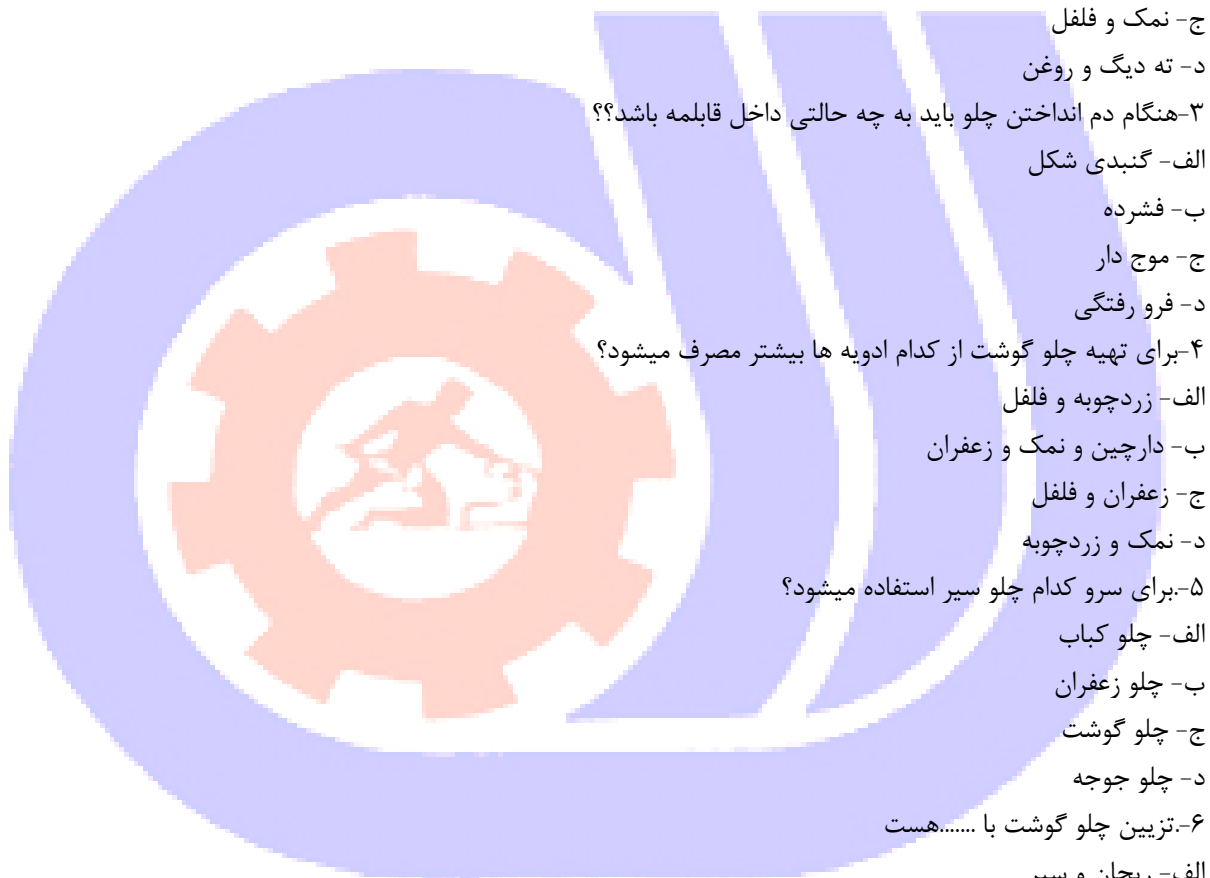 ج- نمک و فلفل
د- ته دیگ و روغن
۳-هنگام دم انداختن چلو باید به چه حالتی داخل قابلمه باشد؟؟
الف- گنبدی شکل
ب- فشرده
ج- موج دار
د- فرو رفتگی
۴-برای تهیه چلو گوشت از کدام ادویه ها بیشتر مصرف میشود؟
الف- زردچوبه و فلفل
ب- دارچین و نمک و زعفران
ج- زعفران و فلفل
د- نمک و زردچوبه
۵-.برای سرو کدام چلو سیر استفاده میشود؟
الف- چلو کباب
ب- چلو زعفران
ج- چلو گوشت
د- چلو جوجه
۶-.تزیین چلو گوشت با .......هست
الف- ریحان و سیر